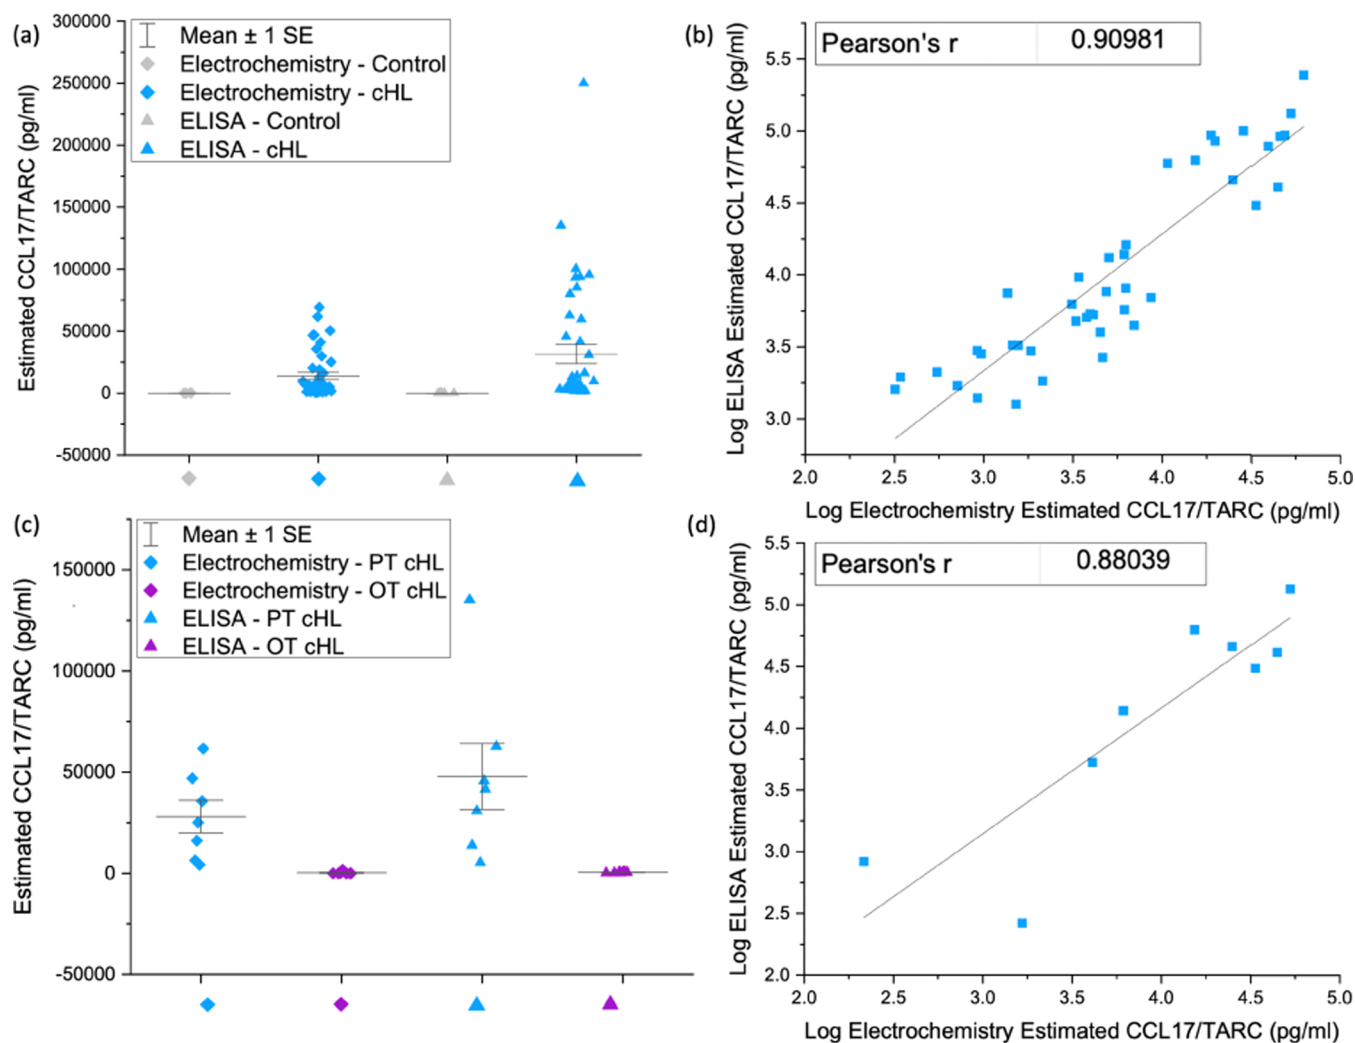 (a)
Mean ± 1 SE
Electrochemistry - Control
Electrochemistry - cHL
ELISA - Control
ELISA - cHL
Estimated CCL17/TARC (pg/ml)
300000
250000
200000
150000
100000
50000
0
-50000
(b)
Pearson's r 0.90981
Log ELISA Estimated CCL17/TARC (pg/ml)
5.5
5.0
4.5
4.0
3.5
3.0
2.0 2.5 3.0 3.5 4.0 4.5 5.0
Log Electrochemistry Estimated CCL17/TARC (pg/ml)
(c)
Mean ± 1 SE
Electrochemistry - PT cHL
Electrochemistry - OT cHL
ELISA - PT cHL
ELISA - OT cHL
Estimated CCL17/TARC (pg/ml)
150000
100000
50000
0
-50000
(d)
Pearson's r 0.88039
Log ELISA Estimated CCL17/TARC (pg/ml)
5.5
5.0
4.5
4.0
3.5
3.0
2.5
2.0
2.0 2.5 3.0 3.5 4.0 4.5 5.0
Log Electrochemistry Estimated CCL17/TARC (pg/ml)